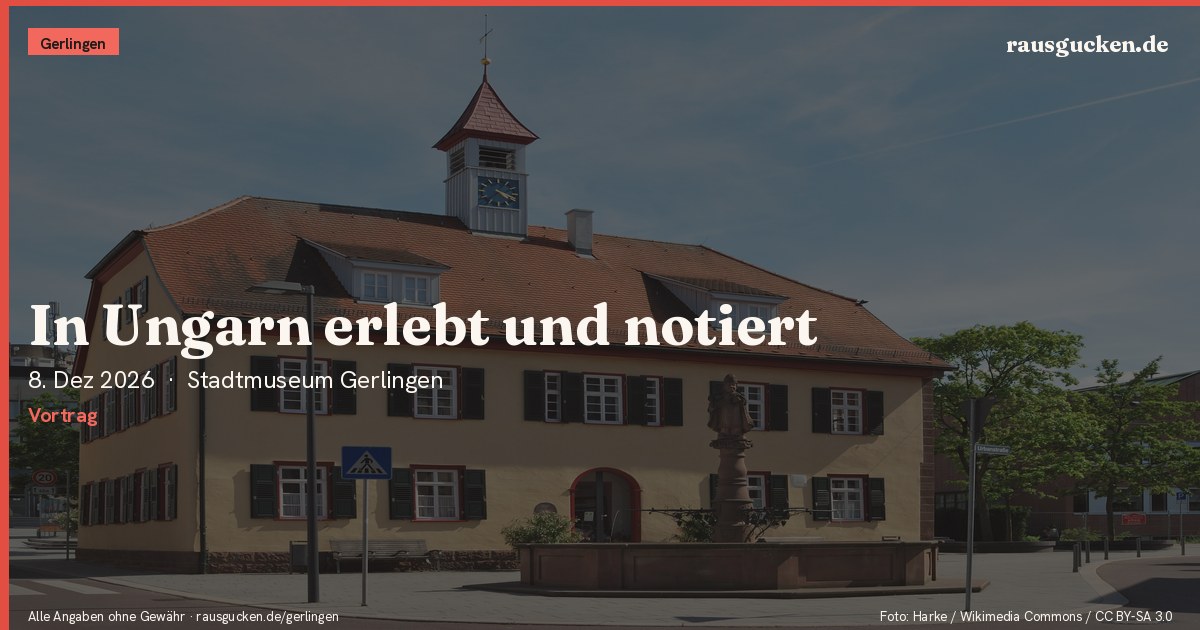 Gerlingen
rausgucken.de
In Ungarn erlebt und notiert
8. Dez 2026 · Stadtmuseum Gerlingen
Vortrag
20
Alle Angaben ohne Gewähr · rausgucken.de/gerlingen
Foto: Harke / Wikimedia Commons / CC BY-SA 3.0